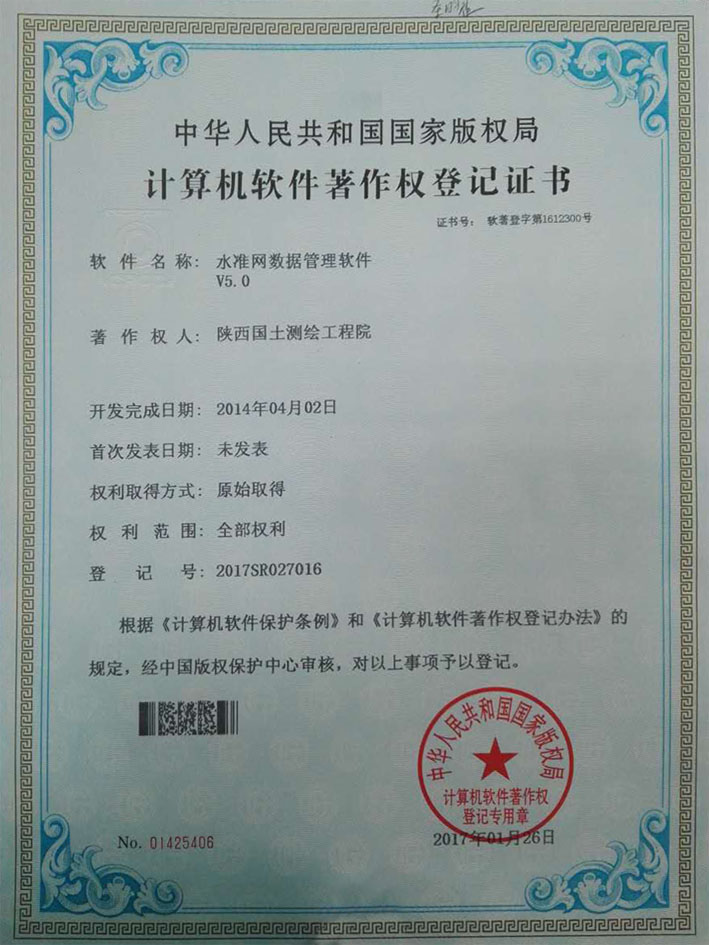 中华人民共和国国家版权局
计算机软件著作权登记证书
证书号: 软著登字第1612300号
软件名称: 水准网数据管理软件
V5.0
著作权人: 陕西国土测绘工程院
开发完成日期: 2014年04月02日
首次发表日期: 未发表
权利取得方式: 原始取得
权利范围: 全部权利
登记号: 2017SR027016
根据《计算机软件保护条例》和《计算机软件著作权登记办法》的
规定，经中国版权保护中心审核，对以上事项予以登记。
中华人民共和国国家版权局
计算机软件著作权
登记专用章
No. 01425406
2017年01月26日